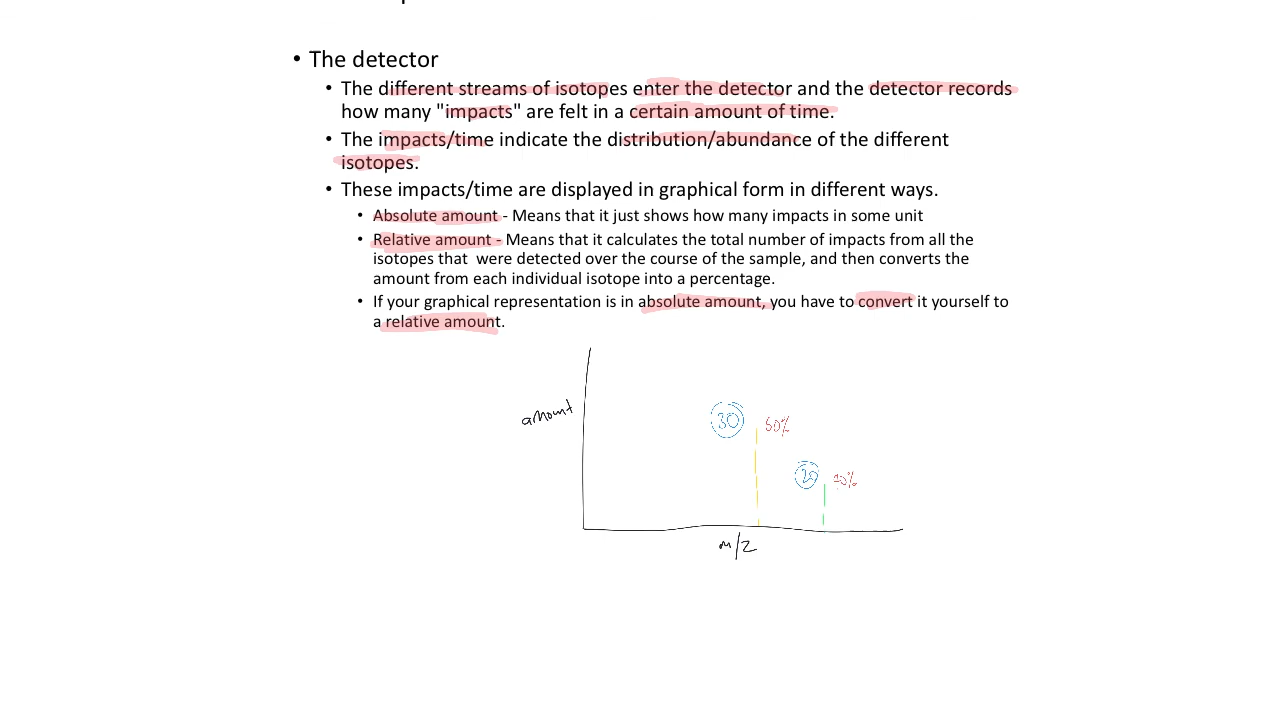 • The detector
• The different streams of isotopes enter the detector and the detector records
how many "impacts" are felt in a certain amount of time.
• The impacts/time indicate the distribution/abundance of the different
isotopes.
• These impacts/time are displayed in graphical form in different ways.
• Absolute amount - Means that it just shows how many impacts in some unit
• Relative amount - Means that it calculates the total number of impacts from all the
isotopes that were detected over the course of the sample, and then converts the
amount from each individual isotope into a percentage.
• If your graphical representation is in absolute amount, you have to convert it yourself to
a relative amount.
amount
30
60%
20
m/z